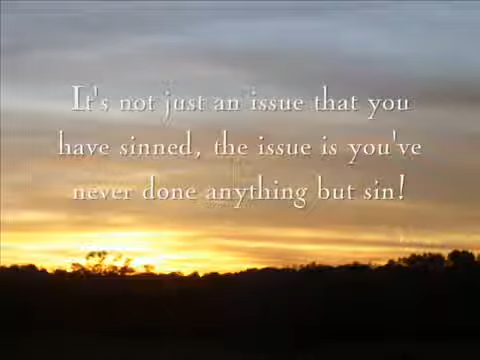 It's not just an issue that you
have sinned, the issue is you've
never done anything but sin!